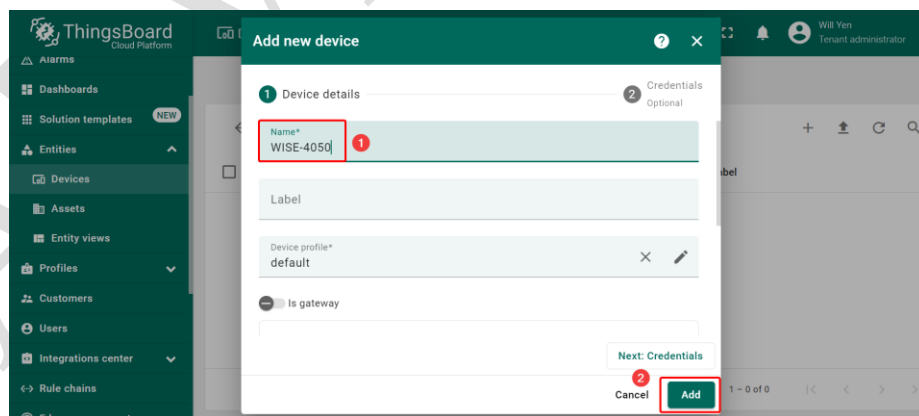 ThingsBoard
Cloud Platform
Alarms
Dashboards
Solution templates NEW
Entities
Devices
Assets
Entity views
Profiles
Customers
Users
Integrations center
Rule chains
Will Yen
Tenant administrator
Add new device ?
1 Device details
2 Credentials
Optional
Name*
WISE-4050
1
Label
Device profile*
default
Is gateway
Next: Credentials
2
Cancel Add
1 – 0 of 0